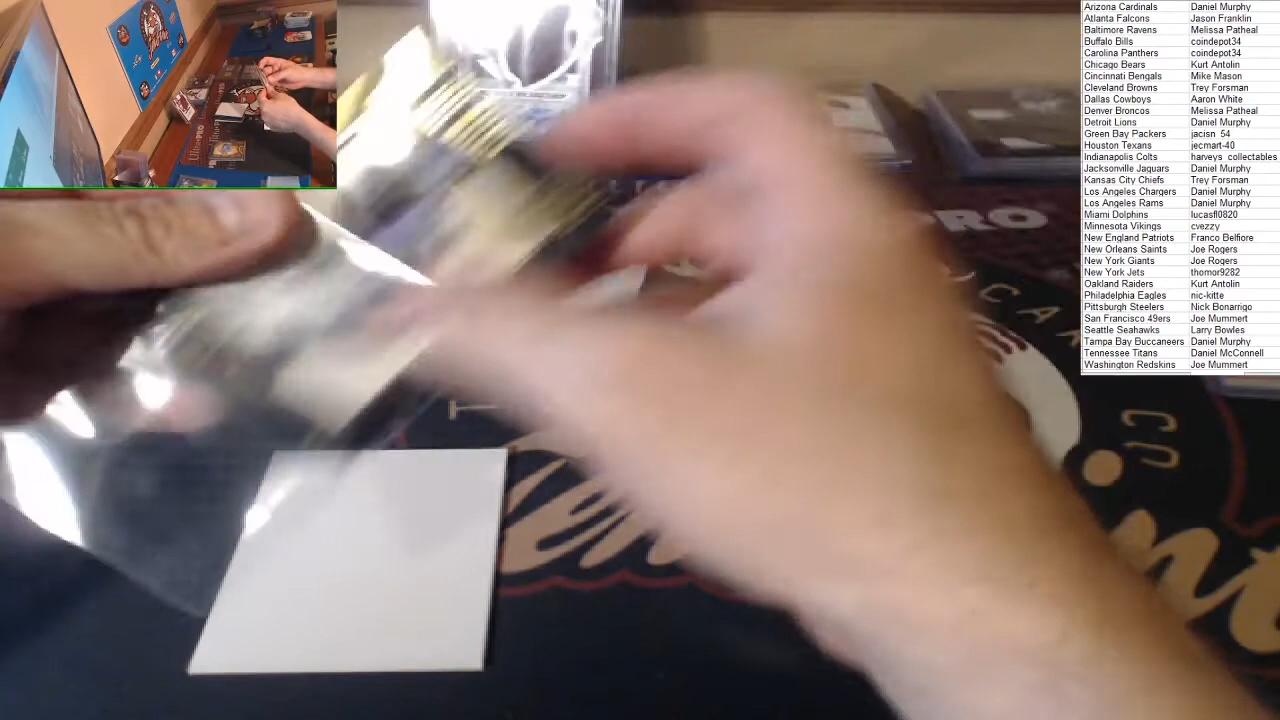 Arizona Cardinals Daniel Murphy
Atlanta Falcons Jason Franklin
Baltimore Ravens Melissa Patheal
Buffalo Bills coindepot34
Carolina Panthers coindepot34
Chicago Bears Kurt Antolin
Cincinnati Bengals Mike Mason
Cleveland Browns Trey Forsman
Dallas Cowboys Aaron White
Denver Broncos Melissa Patheal
Detroit Lions Daniel Murphy
Green Bay Packers jacisn_54
Houston Texans jecmart-40
Indianapolis Colts harveys_collectables
Jacksonville Jaguars Daniel Murphy
Kansas City Chiefs Trey Forsman
Los Angeles Chargers Daniel Murphy
Los Angeles Rams Daniel Murphy
Miami Dolphins lucasfl0820
Minnesota Vikings cvezzy
New England Patriots Franco Belfiore
New Orleans Saints Joe Rogers
New York Giants Joe Rogers
New York Jets thomor9282
Oakland Raiders Kurt Antolin
Philadelphia Eagles nic-kitte
Pittsburgh Steelers Nick Bonarrigo
San Francisco 49ers Joe Mummert
Seattle Seahawks Larry Bowles
Tampa Bay Buccaneers Daniel Murphy
Tennessee Titans Daniel McConnell
Washington Redskins Joe Mummert
PRO